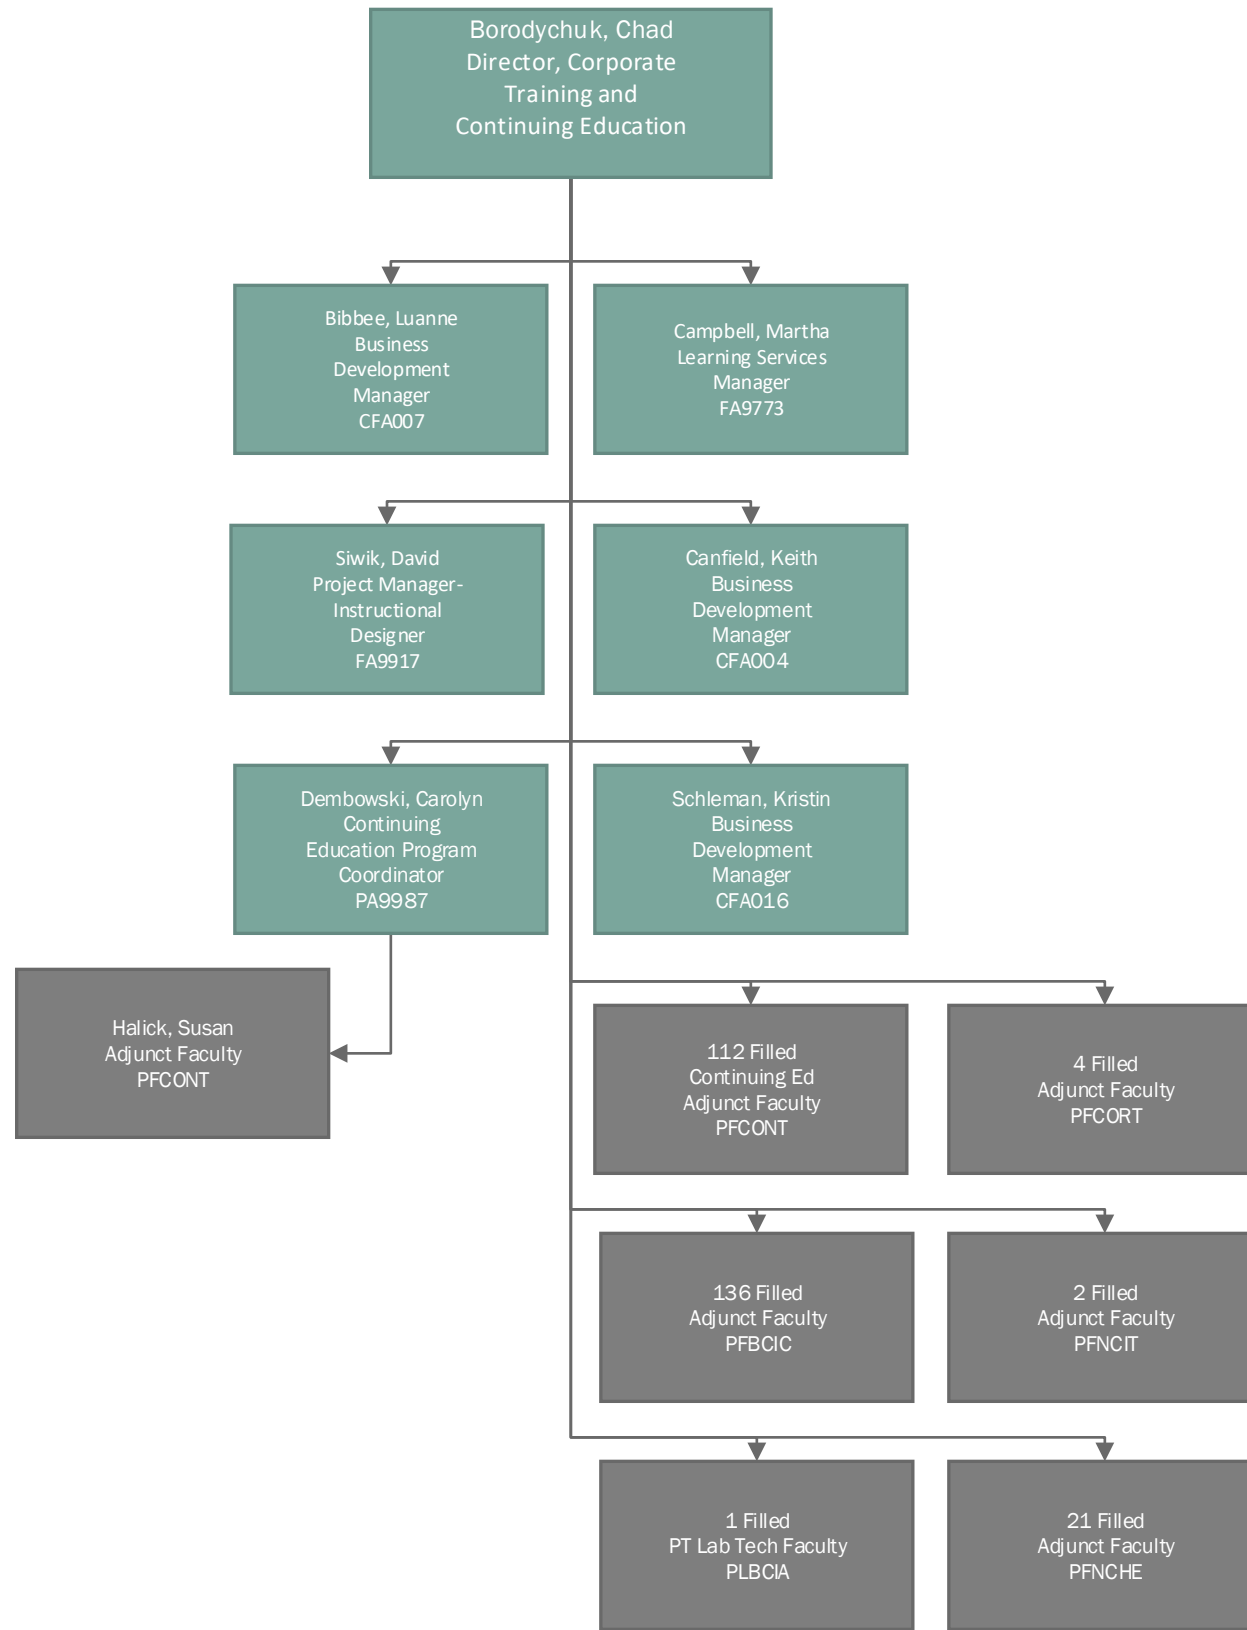 Borodychuk, Chad
Director, Corporate
Training and
Continuing Education
Bibbee, Luanne
Business
Development
Manager
CFA007
Campbell, Martha
Learning Services
Manager
FA9773
Siwik, David
Project Manager-
Instructional
Designer
FA9917
Canfield, Keith
Business
Development
Manager
CFA004
Dembowski, Carolyn
Continuing
Education Program
Coordinator
PA9987
Schleman, Kristin
Business
Development
Manager
CFA016
Halick, Susan
Adjunct Faculty
PFCONT
112 Filled
Continuing Ed
Adjunct Faculty
PFCONT
4 Filled
Adjunct Faculty
PFCORT
136 Filled
Adjunct Faculty
PFBCIC
2 Filled
Adjunct Faculty
PFNCIT
1 Filled
PT Lab Tech Faculty
PLBCIA
21 Filled
Adjunct Faculty
PFNCHE